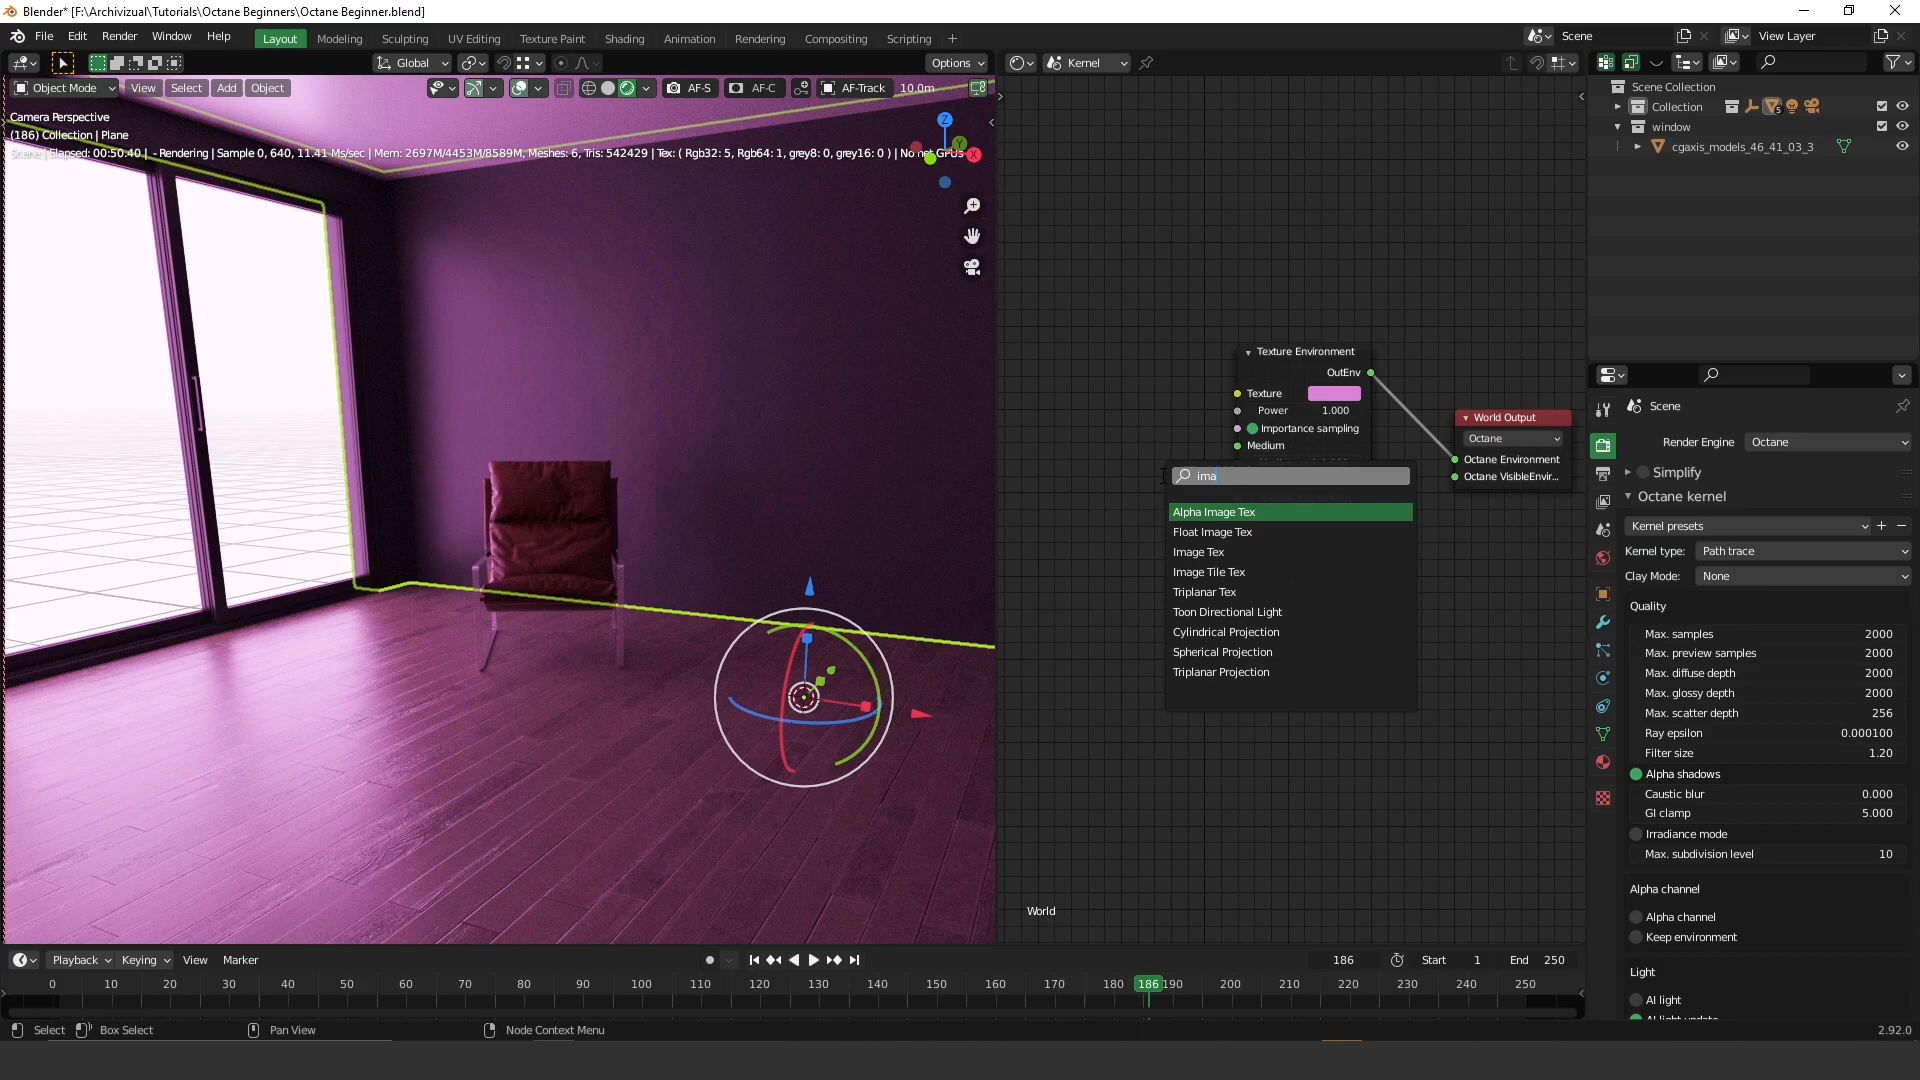 Blender* [F:\Archivizual\Tutorials\Octane Beginners\Octane Beginner.blend]
File Edit Render Window Help
Layout Modeling Sculpting UV Editing Texture Paint Shading Animation Rendering Compositing Scripting +
Scene
View Layer
Global
Options
Kernel
Object Mode View Select Add Object
AF-S AF-C AF-Track 10.0m
Camera Perspective
(186) Collection | Plane
Scene | Elapsed: 00:50.40 | - Rendering | Sample 0, 640, 11.41 Ms/sec | Mem: 2697M/4453M/8589M, Meshes: 6, Tris: 542429 | Tex: ( Rgb32: 5, Rgb64: 1, grey8: 0, grey16: 0 ) | No net GPUs
Z
Y
X
Scene Collection
Collection
5
window
cgaxis_models_46_41_03_3
Texture Environment
OutEnv
Texture
Power 1.000
Importance sampling
Medium
World Output
Octane
Octane Environment
Octane VisibleEnvir...
ima
Alpha Image Tex
Float Image Tex
Image Tex
Image Tile Tex
Triplanar Tex
Toon Directional Light
Cylindrical Projection
Spherical Projection
Triplanar Projection
World
Scene
Render Engine Octane
Simplify
Octane kernel
Kernel presets
Kernel type: Path trace
Clay Mode: None
Quality
Max. samples 2000
Max. preview samples 2000
Max. diffuse depth 2000
Max. glossy depth 2000
Max. scatter depth 256
Ray epsilon 0.000100
Filter size 1.20
Alpha shadows
Caustic blur 0.000
GI clamp 5.000
Irradiance mode
Max. subdivision level 10
Alpha channel
Alpha channel
Keep environment
Light
AI light
AI light update
Playback Keying View Marker
186 Start 1 End 250
0 10 20 30 40 50 60 70 80 90 100 110 120 130 140 150 160 170 180 186 190 200 210 220 230 240 250
Select Box Select Pan View Node Context Menu
2.92.0